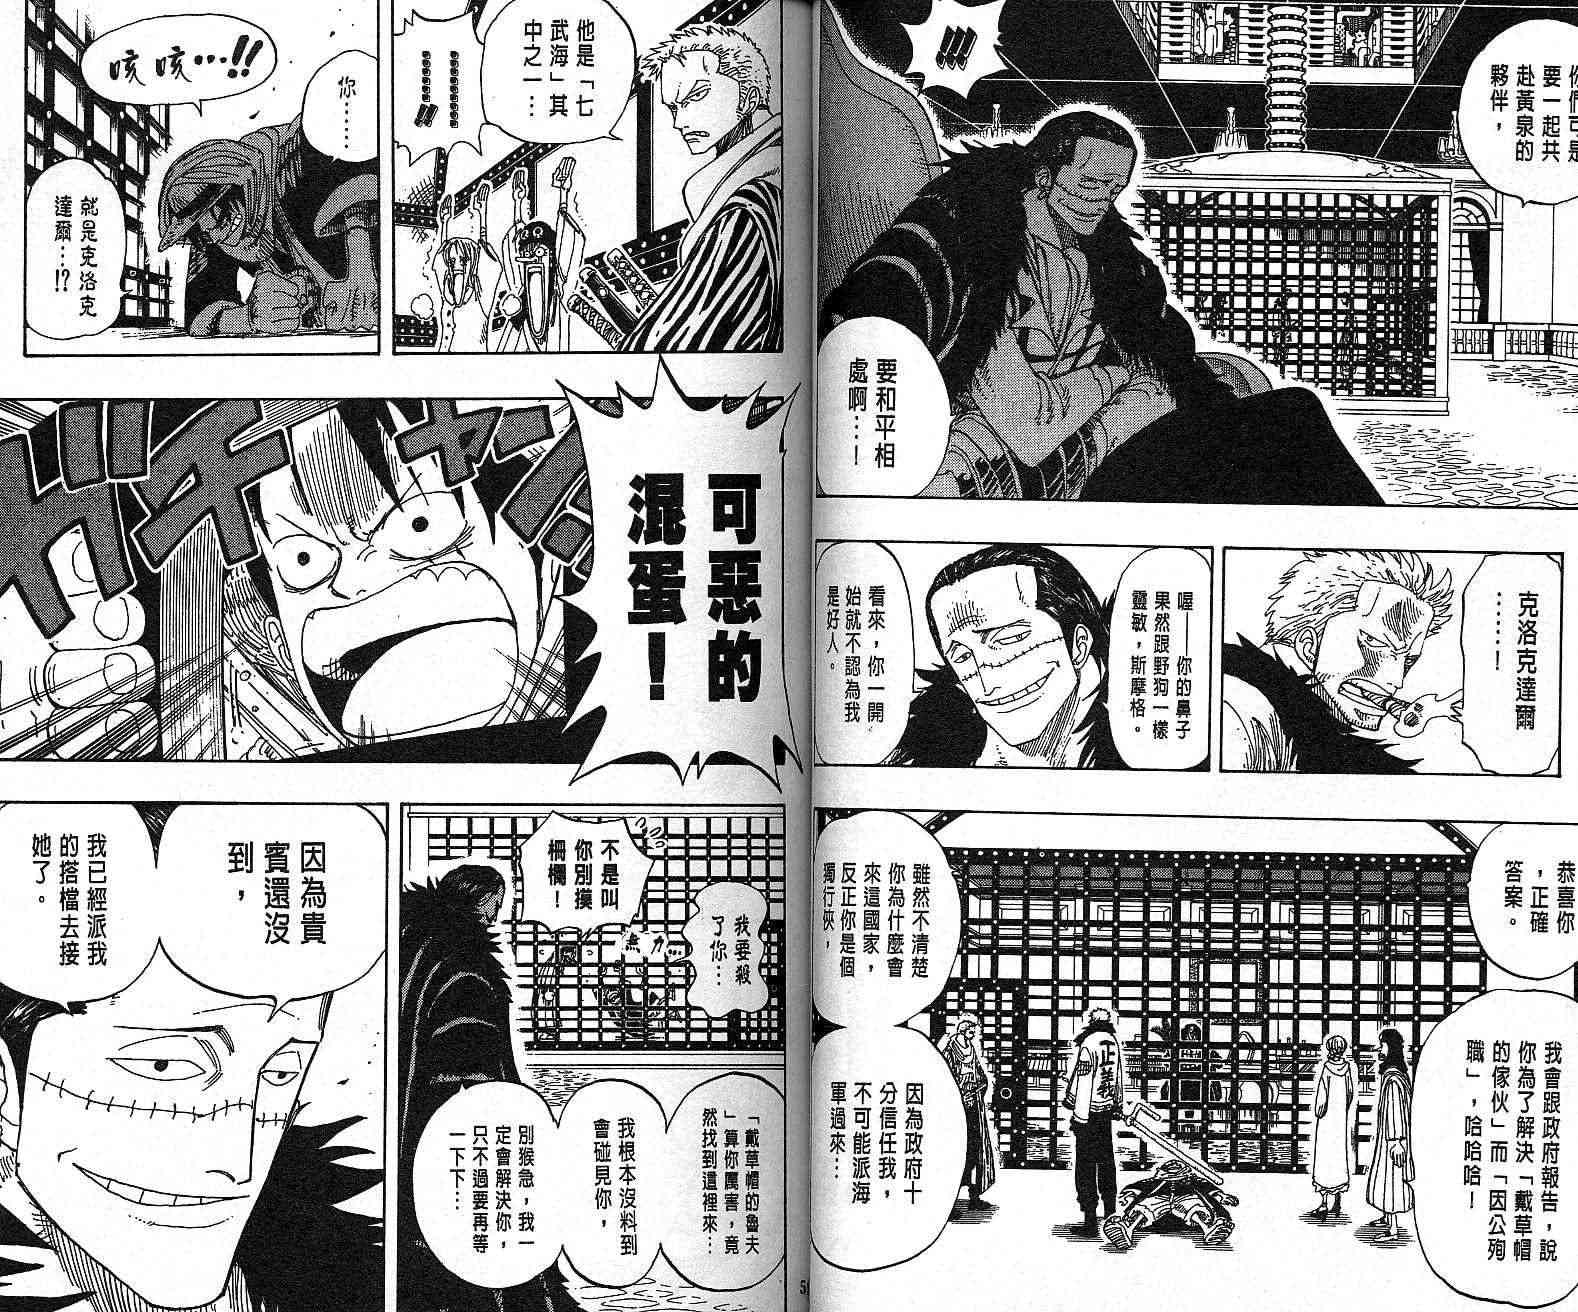 你們可是
要一起共
赴黃泉的
夥伴，
!!!
要和平相
處啊…!
克洛克達爾
……!
喔——你的鼻子
果然跟野狗一樣
靈敏，斯摩格。
看來，你一開
始就不認為我
是好人。
恭喜你
，正確
答案。
我會跟政府報告，說
你為了解決「戴草帽
的傢伙」而「因公殉
職」，哈哈哈！
雖然不清楚
你為什麼會
來這國家，
反正你是個
獨行俠，
因為政府十
分信任我，
不可能派海
軍過來…
正義
他是「七
武海」其
中之一…
你……
咳咳…!!
就是克洛克
達爾…!?
可惡的
混蛋！
ガチャン
不是叫
你別摸
柵欄！
我要殺
了你…
無力…
「戴草帽的魯夫
」算你厲害，竟
然找到這裡來…
我根本沒料到
會碰見你，
別猴急，我一
定會解決你，
只不過要再等
一下下…
因為貴
賓還沒
到，
我已經派我
的搭檔去接
她了。